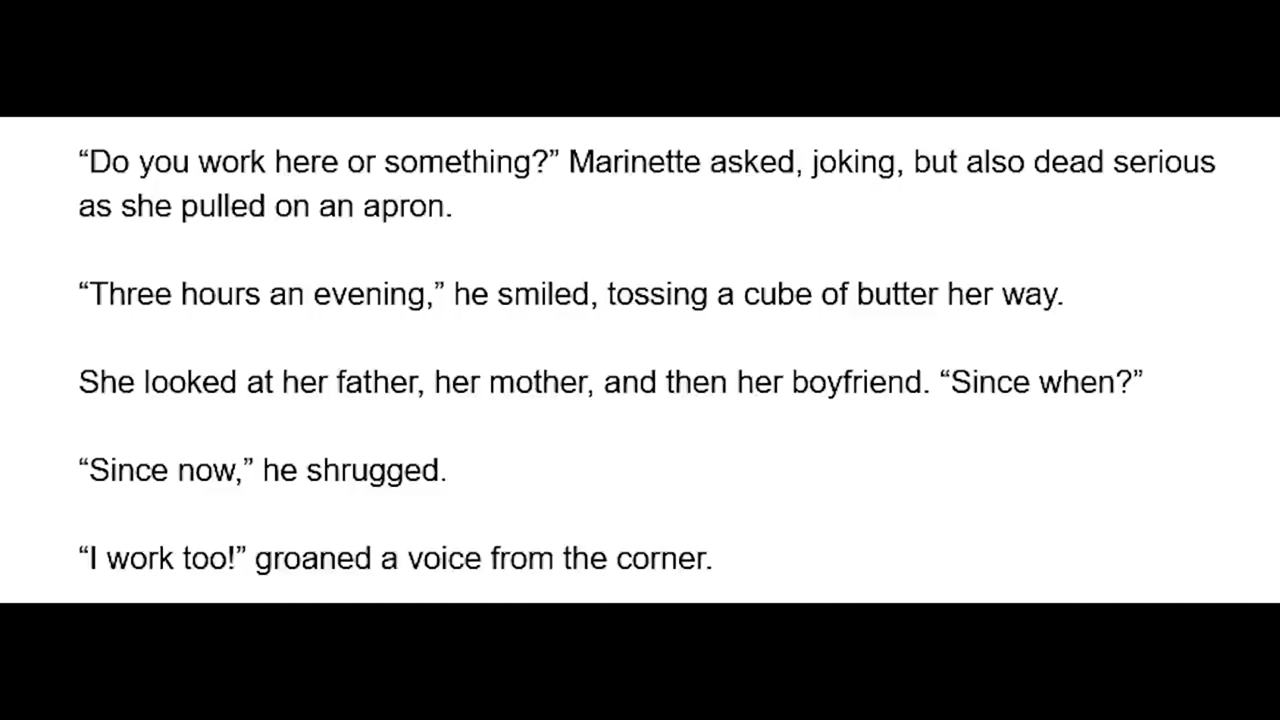 “Do you work here or something?” Marinette asked, joking, but also dead serious
as she pulled on an apron.
“Three hours an evening,” he smiled, tossing a cube of butter her way.
She looked at her father, her mother, and then her boyfriend. “Since when?”
“Since now,” he shrugged.
“I work too!” groaned a voice from the corner.